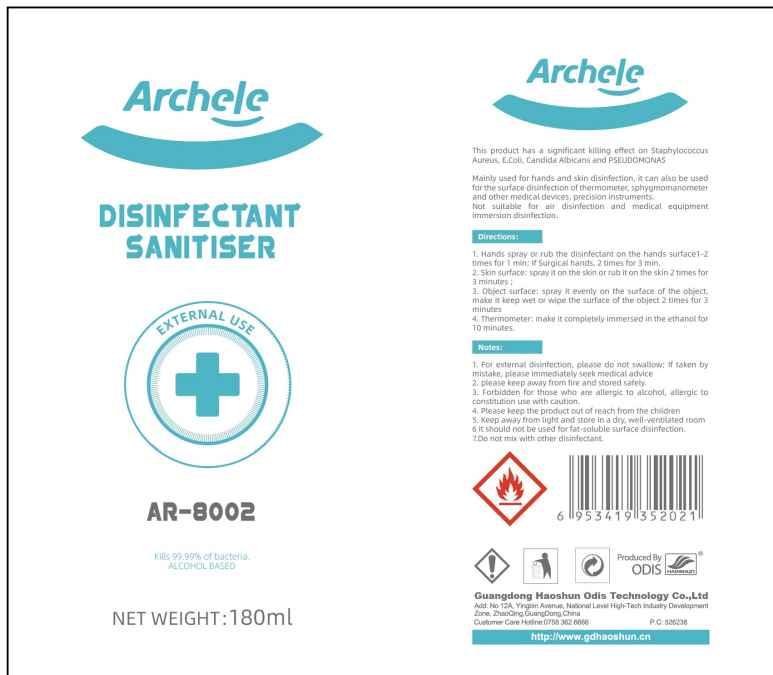 Archele
DISINFECTANT
SANITISER
EXTERNAL USE
AR-8002
Kills 99.99% of bacteria.
ALCOHOL BASED
NET WEIGHT:180ml
Archele
This product has a significant killing effect on Staphylococcus
Aureus, E.Coli, Candida Albicans and PSEUDOMONAS
Mainly used for hands and skin disinfection, it can also be used
for the surface disinfection of thermometer, sphygmomanometer
and other medical devices, precision instruments.
Not suitable for air disinfection and medical equipment
immersion disinfection.
Directions:
1. Hands spray or rub the disinfectant on the hands surface1-2
times for 1 min; If Surgical hands, 2 times for 3 min.
2. Skin surface: spray it on the skin or rub it on the skin 2 times for
3 minutes ;
3. Object surface: spray it evenly on the surface of the object,
make it keep wet or wipe the surface of the object 2 times for 3
minutes
4. Thermometer: make it completely immersed in the ethanol for
10 minutes.
Notes:
1. For external disinfection, please do not swallow; If taken by
mistake, please immediately seek medical advice
2. please keep away from fire and stored safely.
3. Forbidden for those who are allergic to alcohol, allergic to
constitution use with caution.
4. Please keep the product out of reach from the children
5. Keep away from light and store in a dry, well-ventilated room
6 It should not be used for fat-soluble surface disinfection.
7.Do not mix with other disinfectant.
6 953419 352021
Produced By
ODIS
HAOSHUN ®
Guangdong Haoshun Odis Technology Co.,Ltd
Add: No 12A, Yingbin Avenue, National Level High-Tech Industry Development
Zone, ZhaoQing,GuangDong,China
Customer Care Hotline:0758 362 6666 P.C: 526238
http://www.gdhaoshun.cn